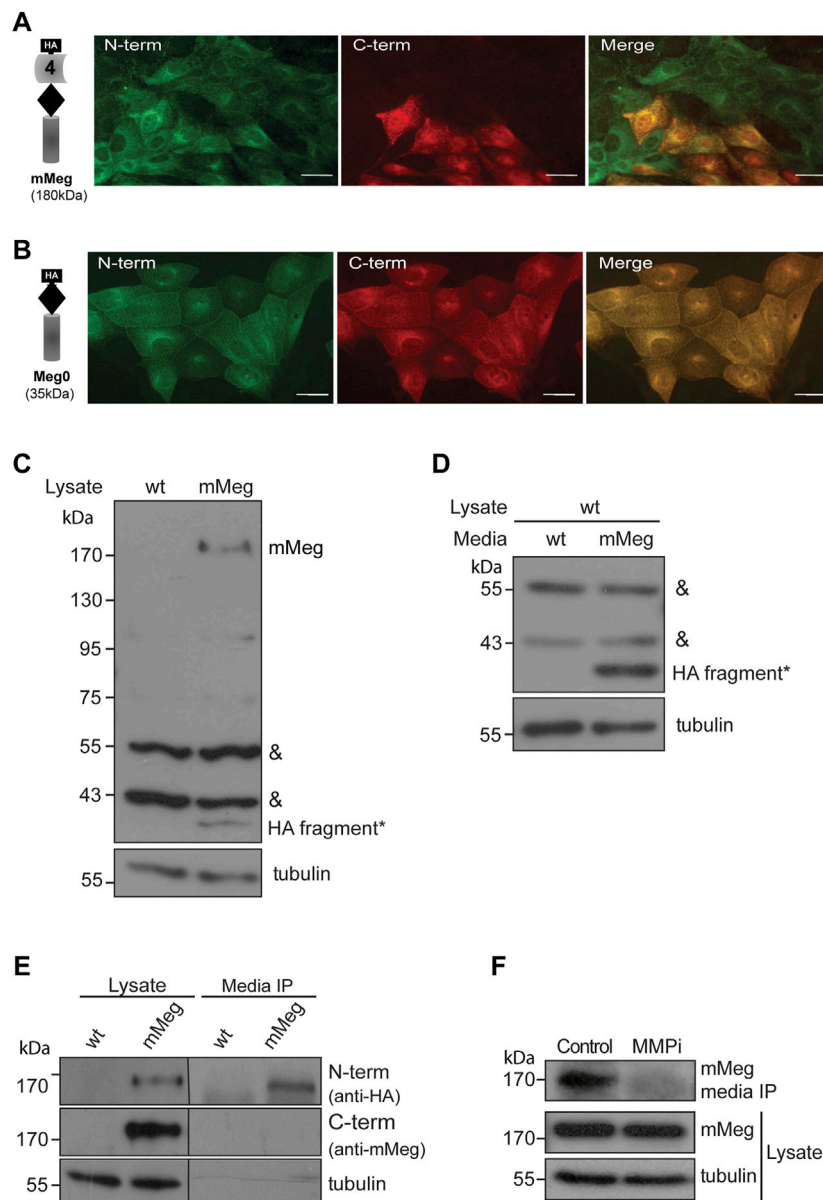 A
HA
4
mMeg
(180kDa)
N-term
C-term
Merge
B
HA
Meg0
(35kDa)
N-term
C-term
Merge
C
Lysate wt mMeg
kDa
170
130
95
75
55
43
55
mMeg
&
&
HA fragment*
tubulin
D
Lysate wt
Media wt mMeg
kDa
55
43
55
&
&
HA fragment*
tubulin
E
Lysate Media IP
wt mMeg wt mMeg
kDa
170
170
55
N-term
(anti-HA)
C-term
(anti-mMeg)
tubulin
F
Control MMPi
kDa
170
170
55
mMeg
media IP
mMeg
tubulin
Lysate